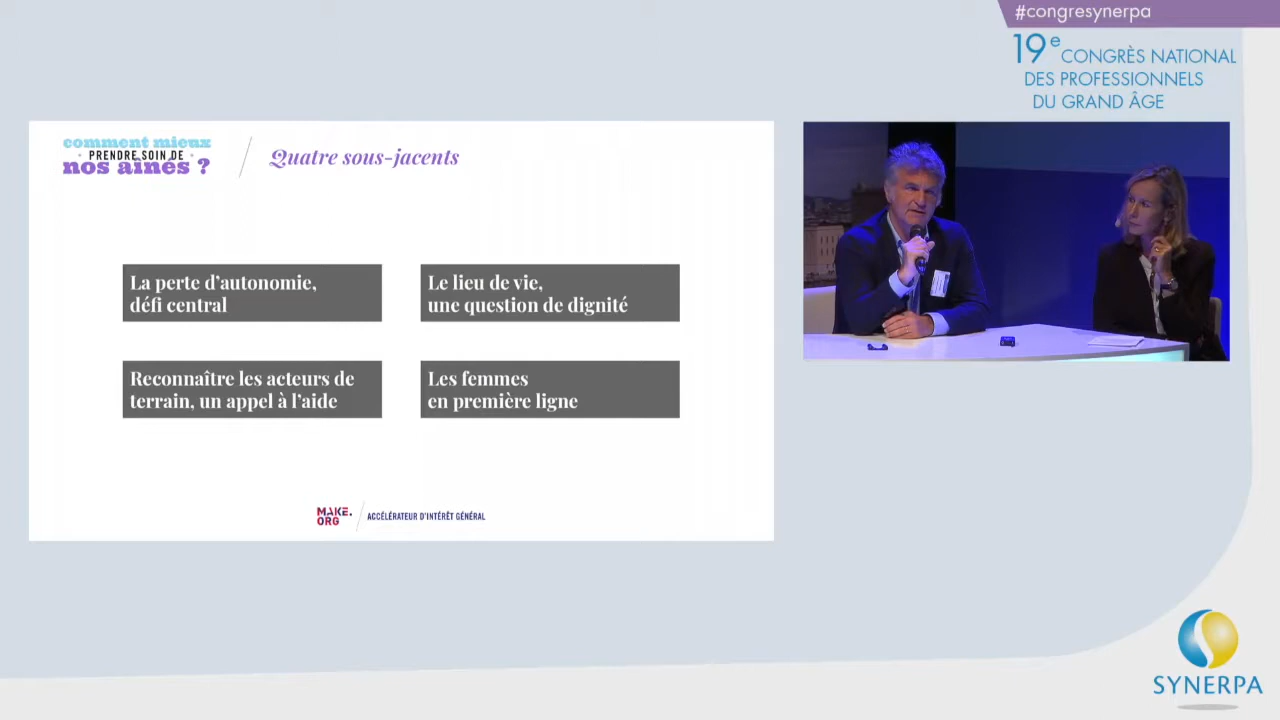 #congresynerpa
19e CONGRÈS NATIONAL
DES PROFESSIONNELS
DU GRAND ÂGE
comment mieux
PRENDRE SOIN DE
nos aînés ?
Quatre sous-jacents
La perte d'autonomie,
défi central
Le lieu de vie,
une question de dignité
Reconnaître les acteurs de
terrain, un appel à l'aide
Les femmes
en première ligne
MAKE.
ORG
ACCÉLÉRATEUR D'INTÉRÊT GÉNÉRAL
SYNERPA